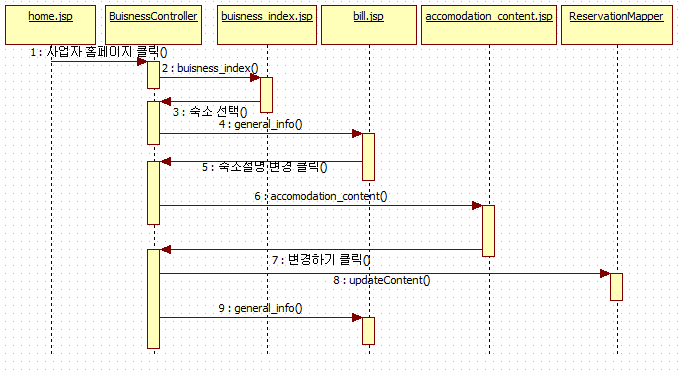 home.jsp
BuisnessController
buisness_index.jsp
bill.jsp
accomodation_content.jsp
ReservationMapper
1 : 사업자 홈페이지 클릭()
2 : buisness_index()
3 : 숙소 선택()
4 : general_info()
5 : 숙소설명 변경 클릭()
6 : accomodation_content()
7 : 변경하기 클릭()
8 : updateContent()
9 : general_info()